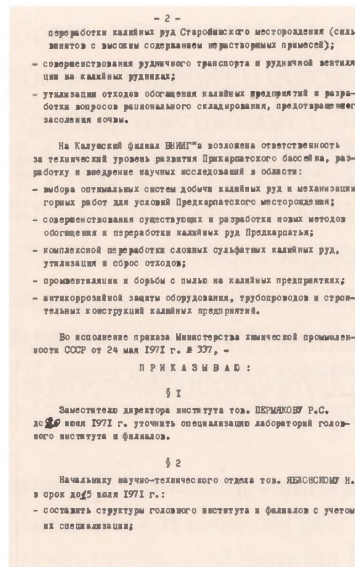 - 2 -
переработки калийных руд Старобинского месторождения (силь
винитов с высоким содержанием нерастворимых примесей);
- совершенствования рудничного транспорта и рудничной вентиля
ции на калийных рудниках;
- утилизации отходов обогащения калийных предприятий и разра-
ботки вопросов рационального складирования, предотвращение
засоления почвы.
На Калушский филиал ВНИИГ"а возложена ответственность
за технический уровень развития Прикарпатского бассейна, раз-
работку и внедрение научных исследований в области:
- выбора оптимальных систем добычи калийных руд и механизации
горных работ для условий Предкарпатского месторождения;
- совершенствования существующих и разработки новых методов
обогащения и переработки калийных руд Предкарпатья;
- комплексной переработки сложных сульфатных калийных руд,
утилизация и сброс отходов;
- промвентиляции и борьбы с пылью на калийных предприятиях;
- антикоррозийной защиты оборудования, трубопроводов и строи-
тельных конструкций калийных предприятий.
Во исполнение приказа Министерства химической промышлен-
ности СССР от 24 мая 1971 г. № 337, -
П Р И К А З Ы В А Ю :
§ 1
Заместителю директора института тов. ПЕРМЯКОВУ Р.С.
до июня 1971 г. уточнить специализацию лабораторий голов-
ного института и филиалов.
§ 2
Начальнику научно-технического отдела тов. ЯБЛОНСКОМУ Н.
в срок до 15 июля 1971 г.:
- составить структуры головного института и филиалов с учетом
их специализации;